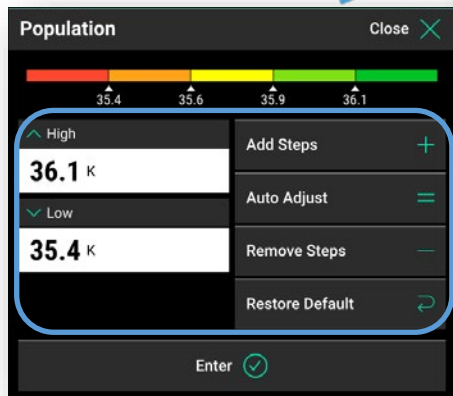 Population
Close
35.4 35.6 35.9 36.1
High
36.1 K
Low
35.4 K
Add Steps
Auto Adjust
Remove Steps
Restore Default
Enter